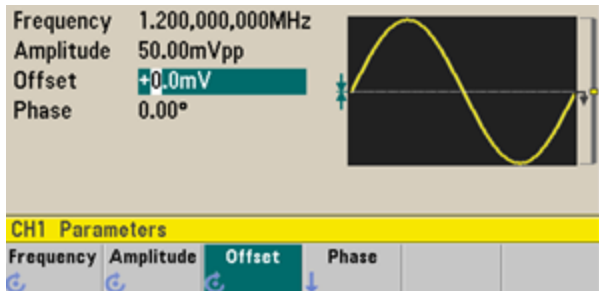 Frequency 1.200,000,000MHz
Amplitude 50.00mVpp
Offset +0.0mV
Phase 0.00°
CH1 Parameters
Frequency Amplitude Offset Phase